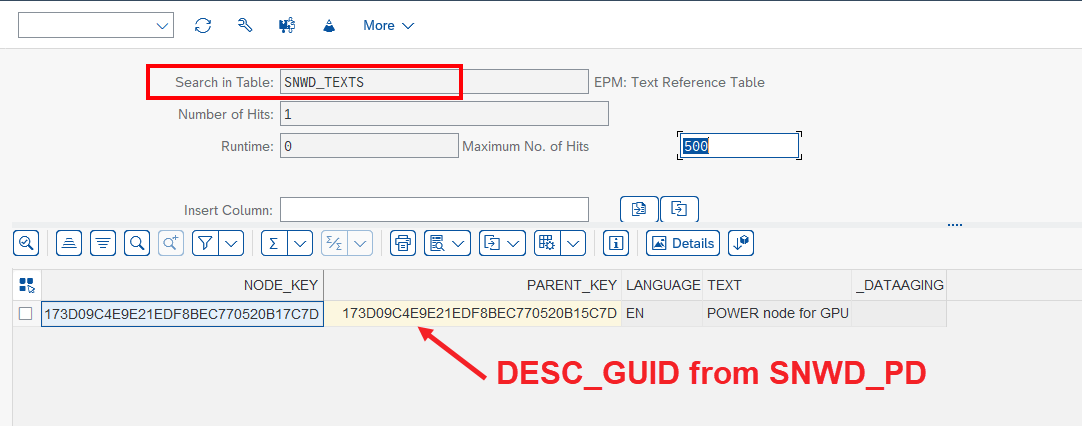 More
Search in Table: SNWD_TEXTS EPM: Text Reference Table
Number of Hits: 1
Runtime: 0 Maximum No. of Hits 500
Insert Column:
Σ Σ/Σ Details
NODE_KEY PARENT_KEY LANGUAGE TEXT _DATAAGING
173D09C4E9E21EDF8BEC770520B17C7D 173D09C4E9E21EDF8BEC770520B15C7D EN POWER node for GPU
DESC_GUID from SNWD_PD